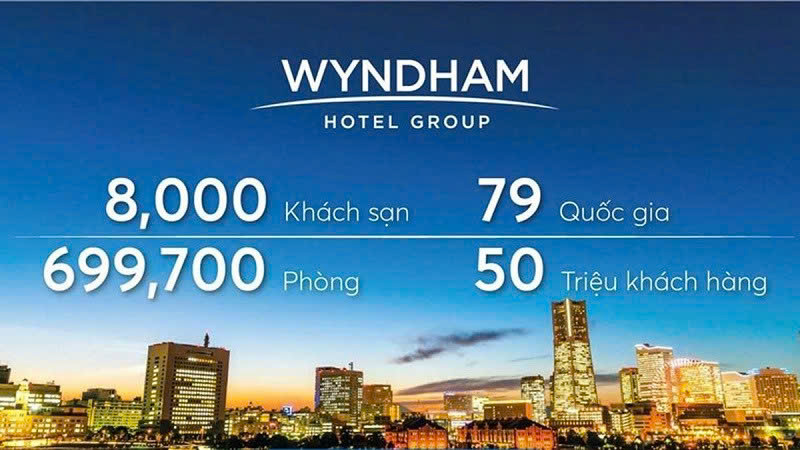 WYNDHAM
HOTEL GROUP
8,000 Khách sạn
79 Quốc gia
699,700 Phòng
50 Triệu khách hàng